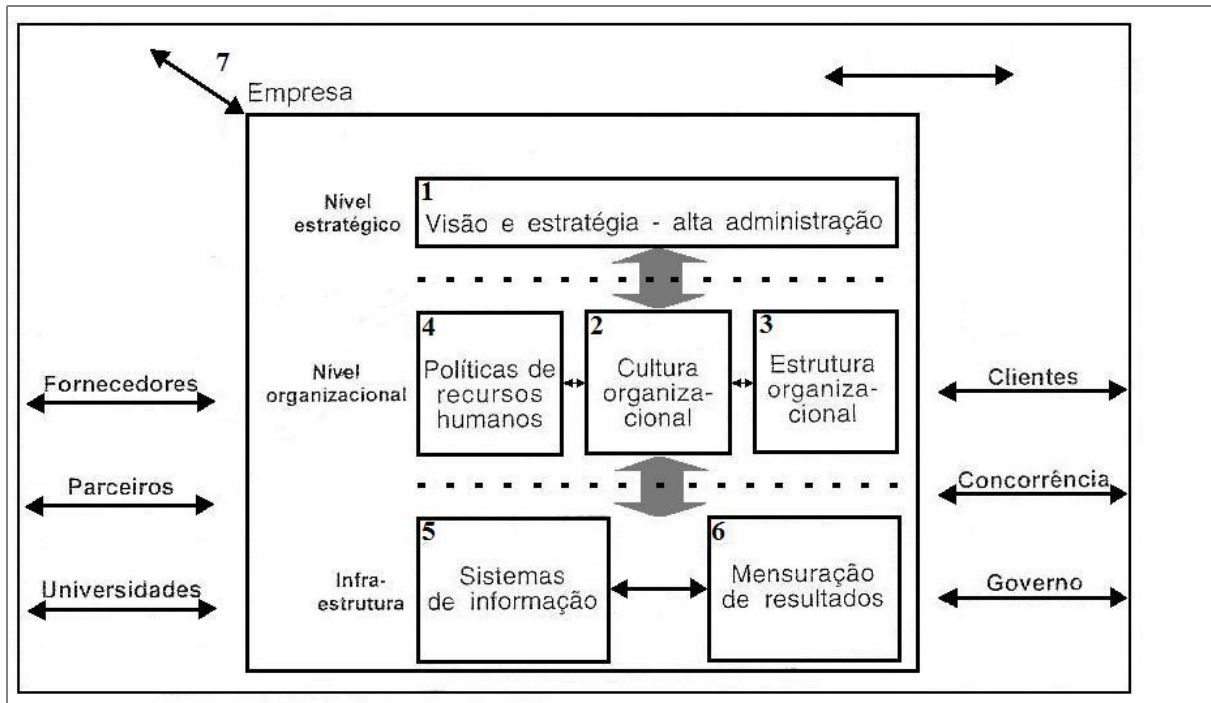 7
Empresa
Nível
estratégico
1
Visão e estratégia - alta administração
Nível
organizacional
4
Políticas de
recursos
humanos
2
Cultura
organiza-
cional
3
Estrutura
organiza-
cional
Fornecedores
Parceiros
Universidades
Clientes
Concorrência
Governo
Infra-
estrutura
5
Sistemas
de informação
6
Mensuração
de resultados